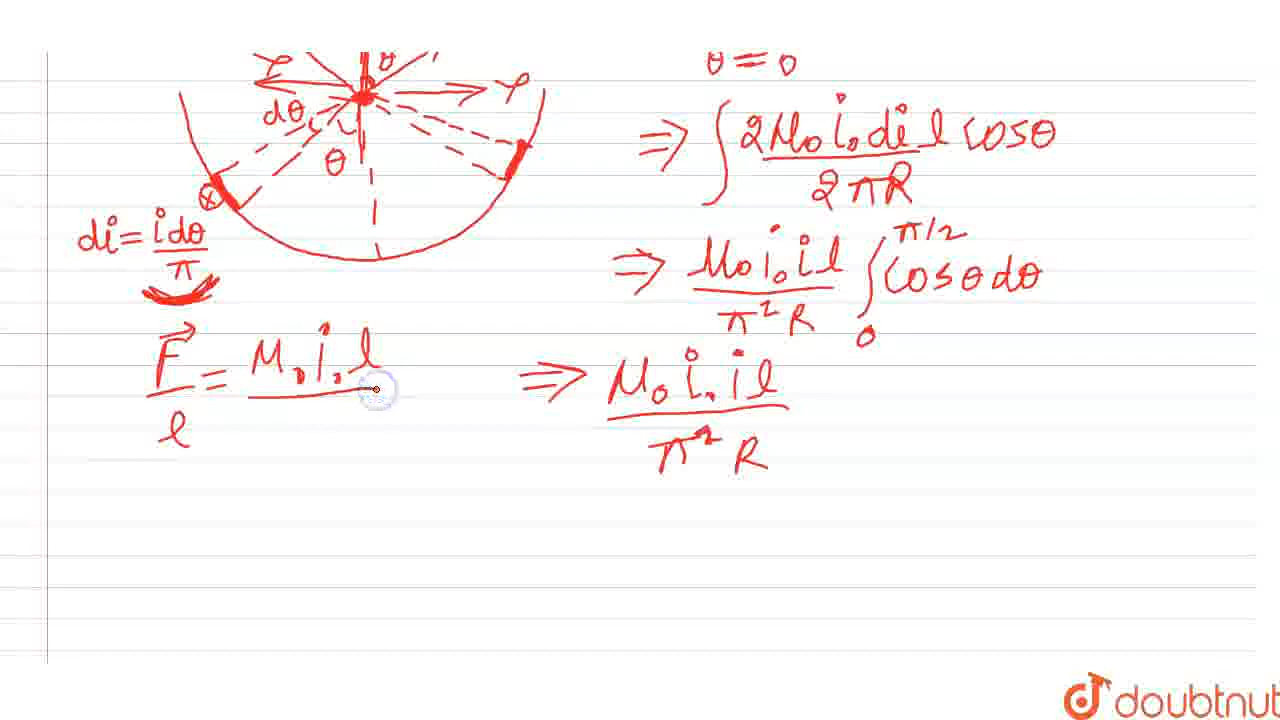 φ θ φ
dθ
θ
⊗
di = i dθ / π
F⃗ / l = μ₀ i₀ l
θ = 0
⇒ ∫ 2μ₀ i₀ di l cosθ / 2πR
⇒ μ₀ i₀ i l / π² R ∫₀^π/2 cosθ dθ
⇒ μ₀ i₀ i l / π² R
doubtnut